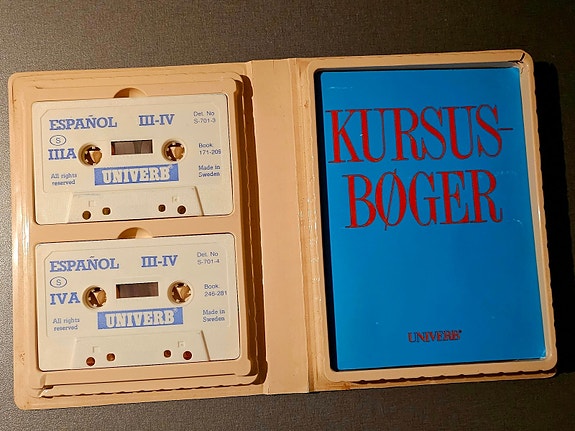 ESPAÑOL III-IV
Det. No
S-701-3
S
IIIA
Book.
171-209
All rights
reserved
UNIVERB
Made in
Sweden
ESPAÑOL III-IV
Det. No
S-701-4
S
IVA
Book.
246-281
All rights
reserved
UNIVERB®
Made in
Sweden
KURSUS-
BØGER
UNIVERB®